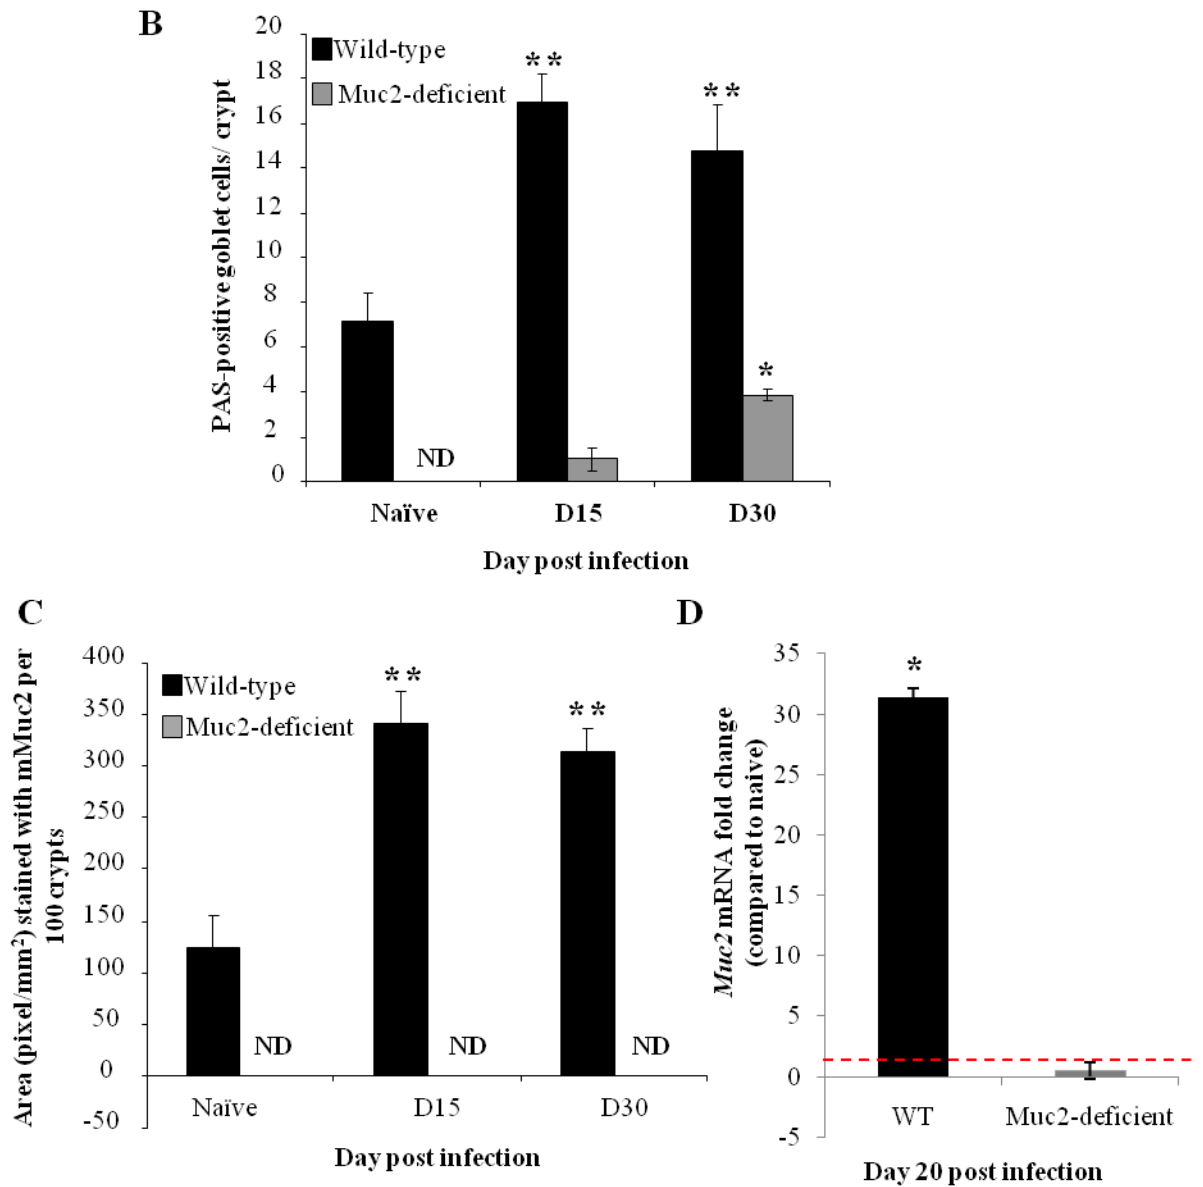 B
20
18
16
14
12
10
8
6
4
2
0
PAS-positive goblet cells/ crypt
Wild-type
Muc2-deficient
**
**
*
ND
Naïve D15 D30
Day post infection
C
400
350
300
250
200
150
100
50
0
-50
Area (pixel/mm²) stained with mMuc2 per
100 crypts
Wild-type
Muc2-deficient
**
**
ND ND ND
Naïve D15 D30
Day post infection
D
35
30
25
20
15
10
5
0
-5
Muc2 mRNA fold change
(compared to naive)
*
WT Muc2-deficient
Day 20 post infection